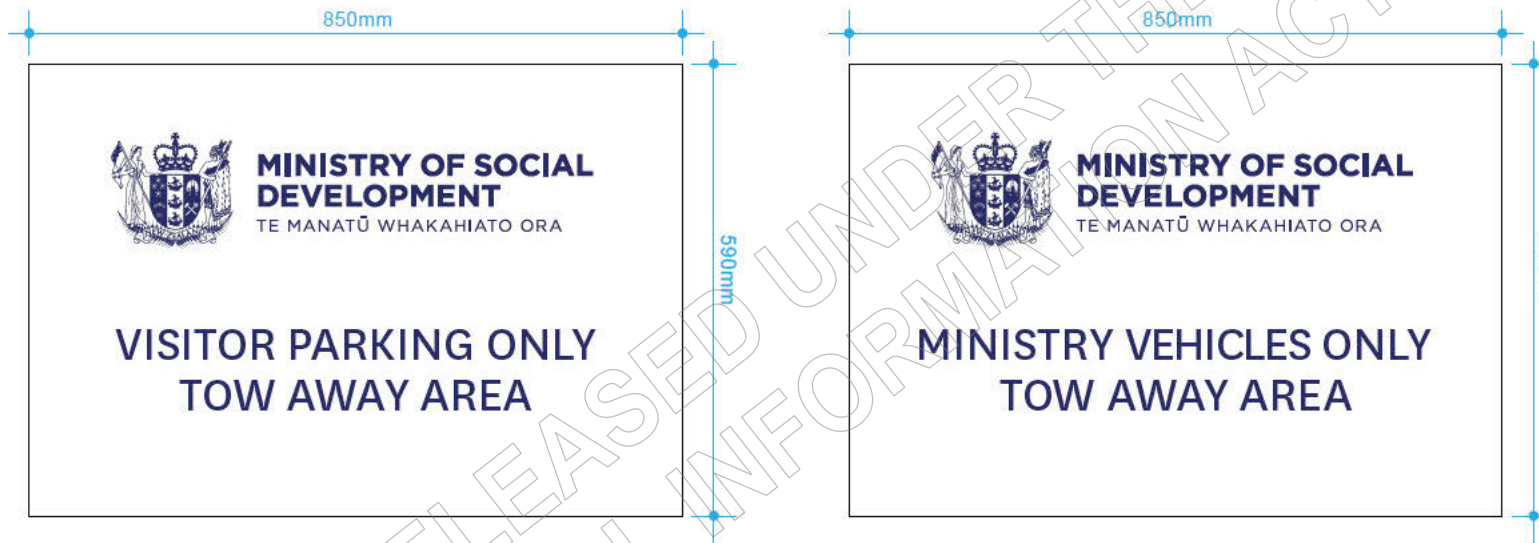 850mm
MINISTRY OF SOCIAL
DEVELOPMENT
TE MANATŪ WHAKAHIATO ORA
590mm
VISITOR PARKING ONLY
TOW AWAY AREA
850mm
MINISTRY OF SOCIAL
DEVELOPMENT
TE MANATŪ WHAKAHIATO ORA
MINISTRY VEHICLES ONLY
TOW AWAY AREA
RELEASED UNDER THE
INFORMATION ACT